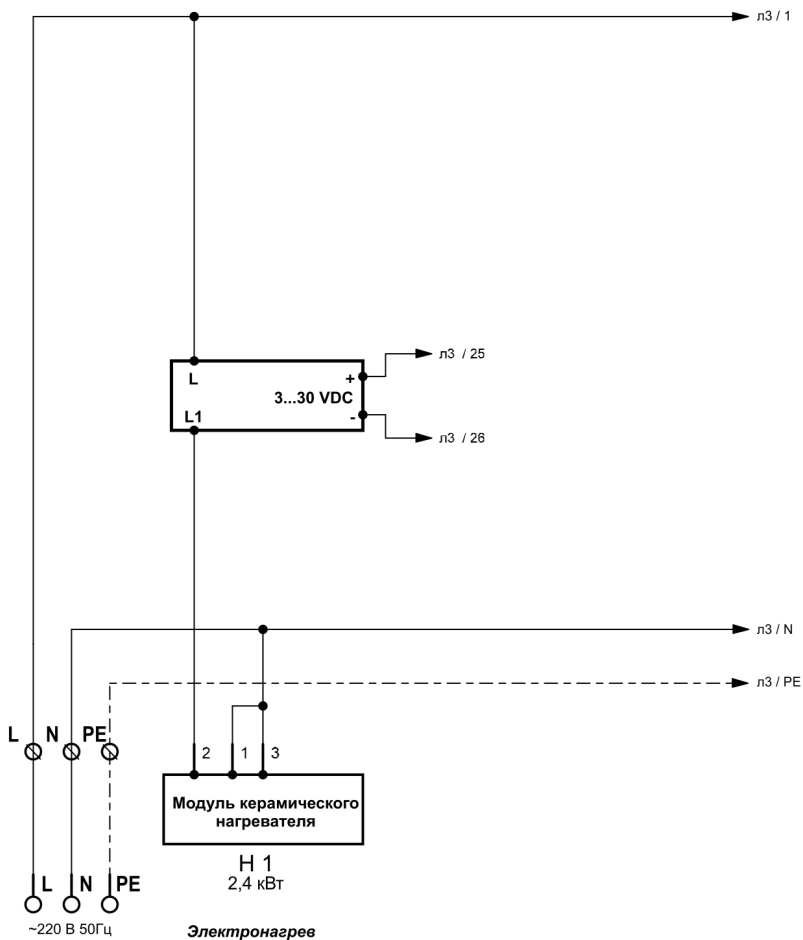 л3 / 1
л3 / 25
L +
3...30 VDC
L1 -
л3 / 26
л3 / N
л3 / PE
L N PE
2 1 3
Модуль керамического
нагревателя
Н 1
2,4 кВт
L N PE
~220 В 50Гц
Электронагрев